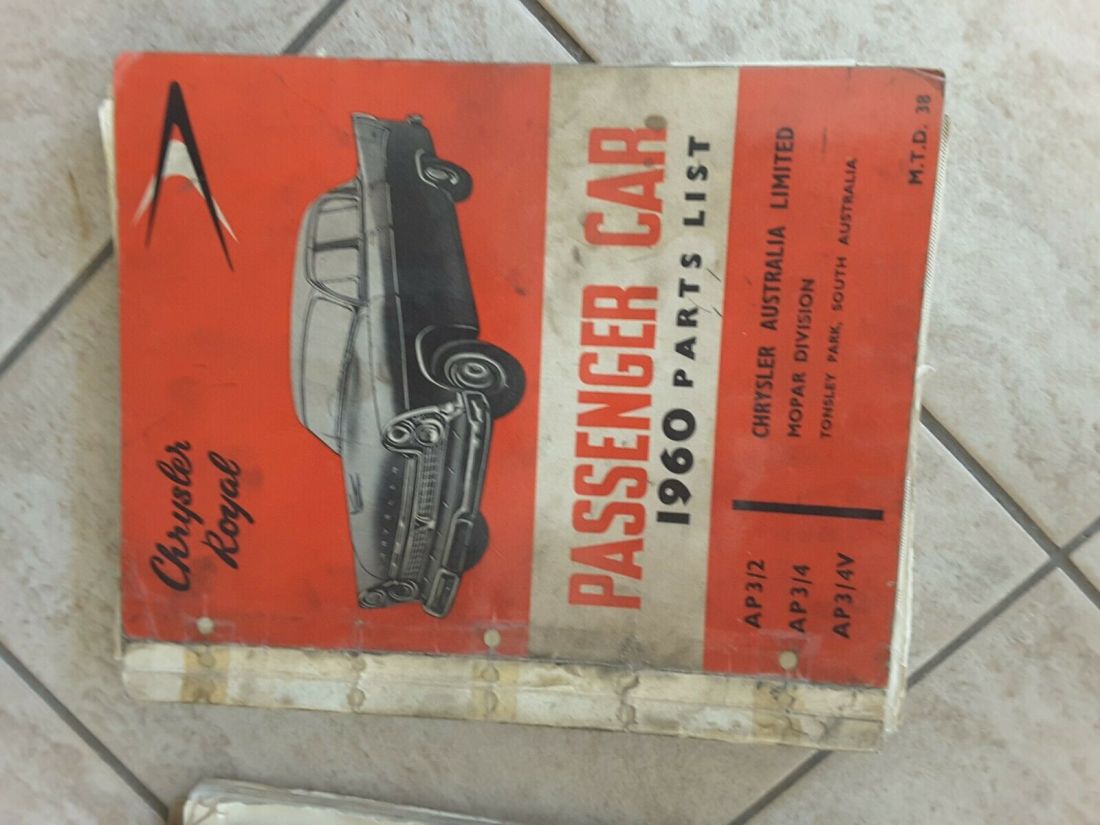 Chrysler
Royal
CHRYSLER
PASSENGER CAR
1960 PARTS LIST
AP3/2
AP3/4
AP3/4V
CHRYSLER AUSTRALIA LIMITED
MOPAR DIVISION
TONSLEY PARK, SOUTH AUSTRALIA
M.T.D. 38